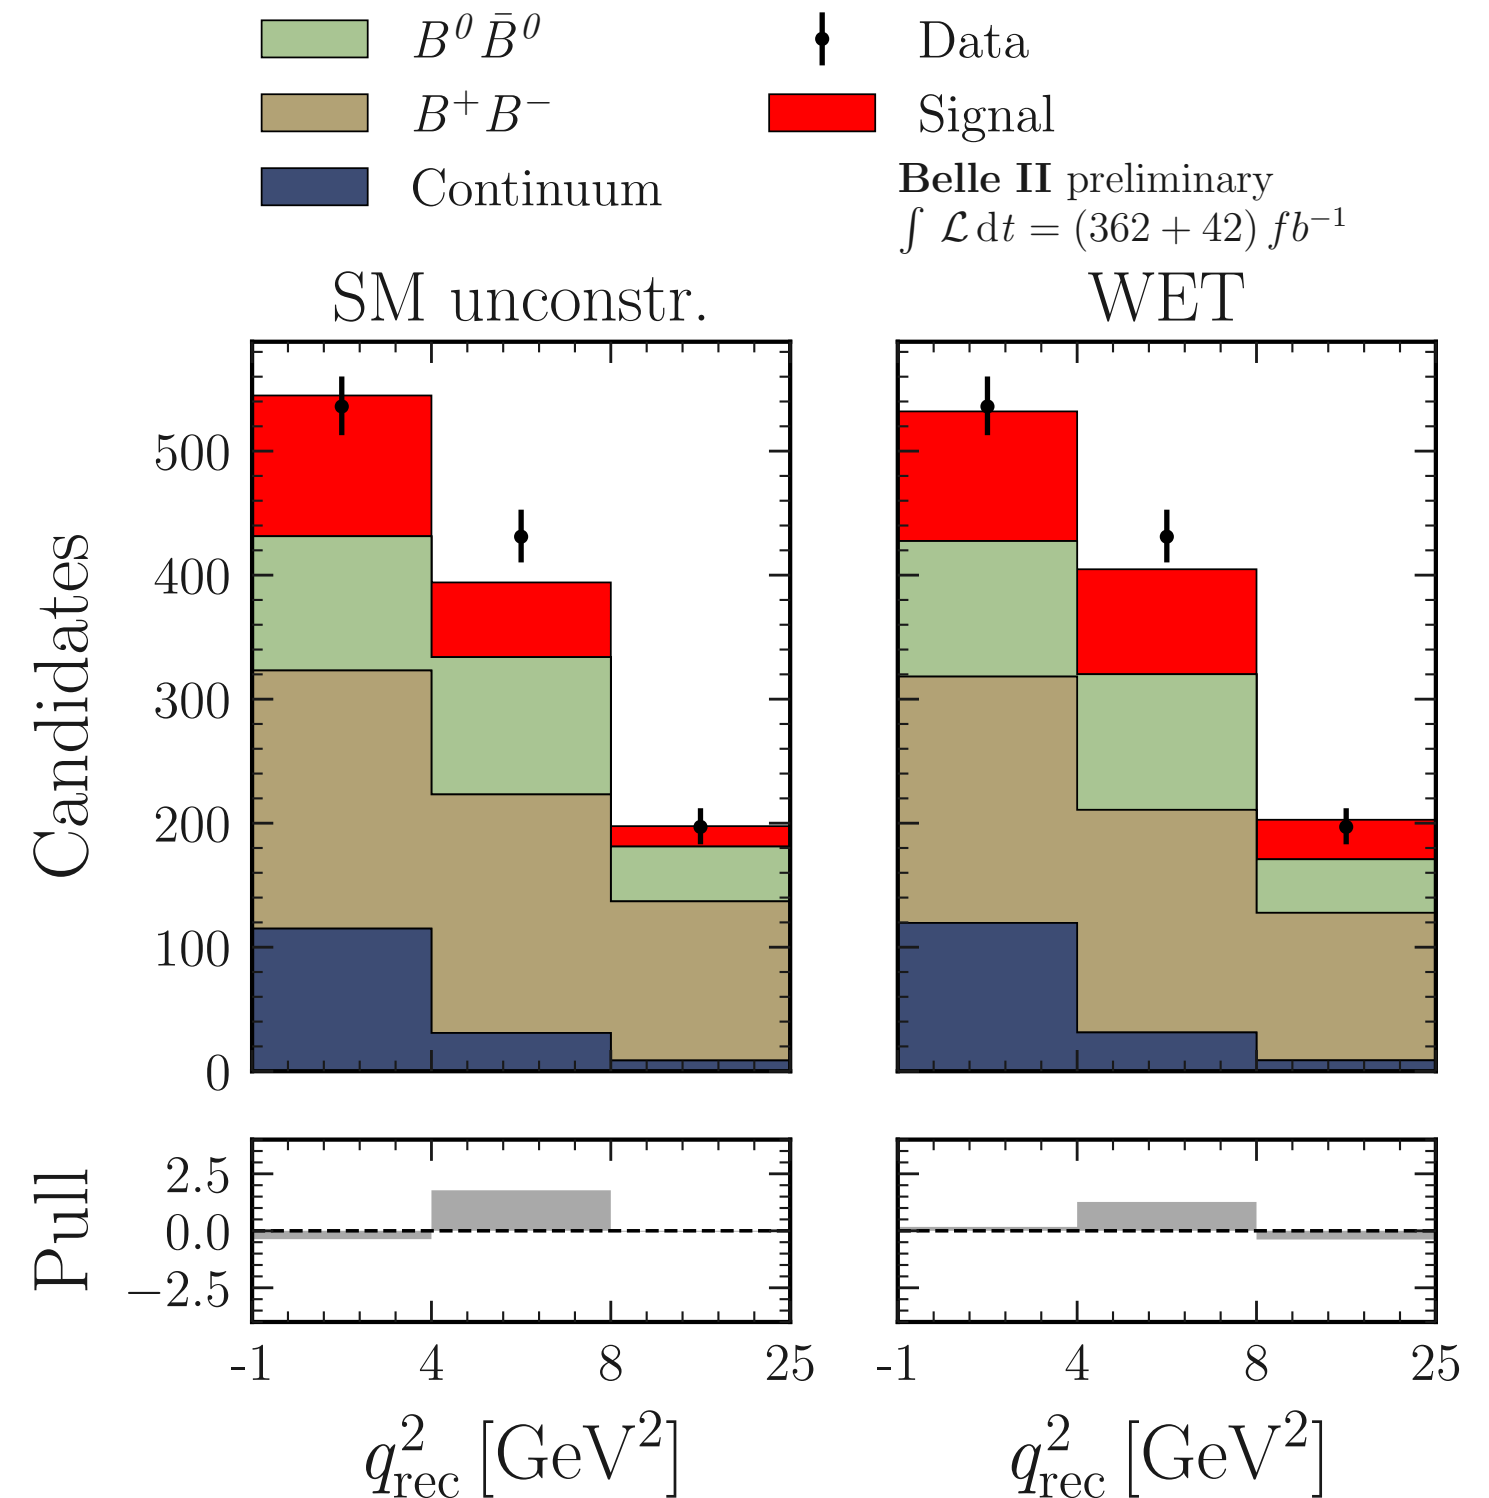 B⁰ B̄⁰
Data
B⁺B⁻
Signal
Continuum
Belle II preliminary
∫ ℒ dt = (362 + 42) fb⁻¹
SM unconstr.
WET
Candidates
500
400
300
200
100
0
Pull
2.5
0.0
−2.5
-1 4 8 25
-1 4 8 25
q²rec [GeV²]
q²rec [GeV²]